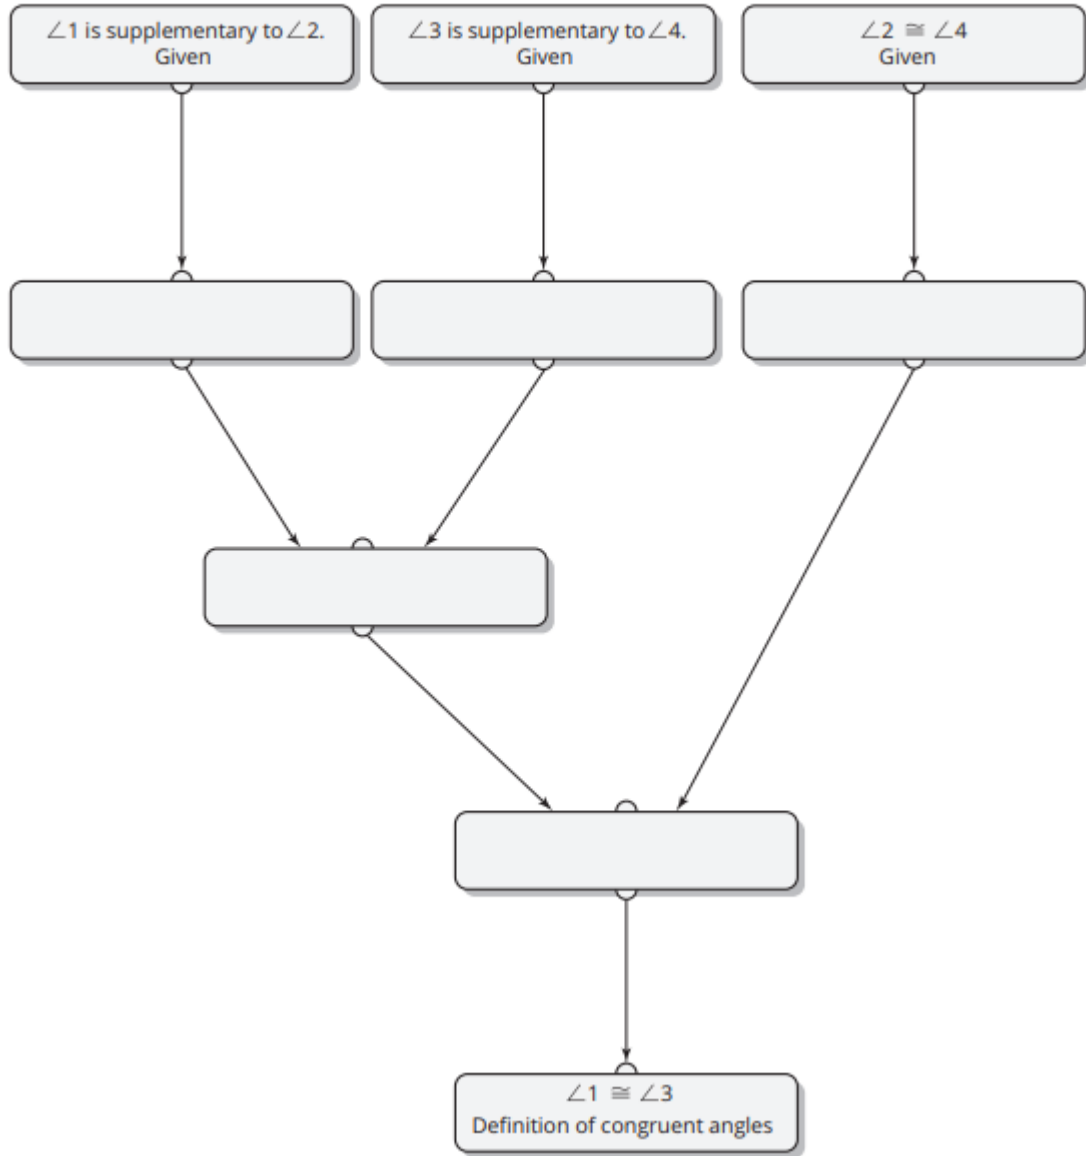 ∠1 is supplementary to ∠2.
Given
∠3 is supplementary to ∠4.
Given
∠2 ≅ ∠4
Given
∠1 ≅ ∠3
Definition of congruent angles